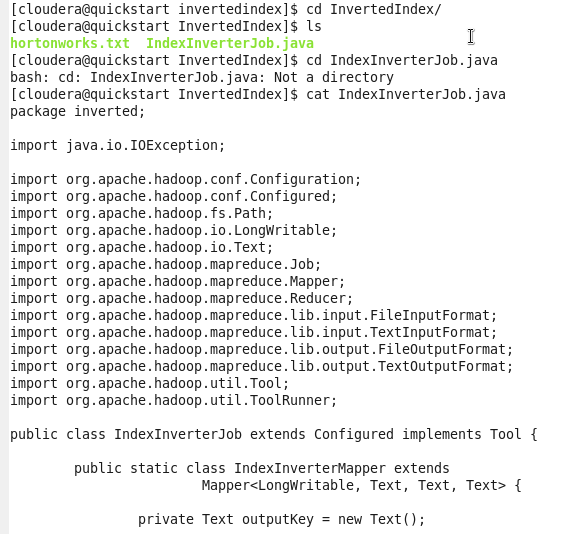 [cloudera@quickstart invertedindex]$ cd InvertedIndex/
[cloudera@quickstart InvertedIndex]$ ls
hortonworks.txt  IndexInverterJob.java
[cloudera@quickstart InvertedIndex]$ cd IndexInverterJob.java
bash: cd: IndexInverterJob.java: Not a directory
[cloudera@quickstart InvertedIndex]$ cat IndexInverterJob.java
package inverted;

import java.io.IOException;

import org.apache.hadoop.conf.Configuration;
import org.apache.hadoop.conf.Configured;
import org.apache.hadoop.fs.Path;
import org.apache.hadoop.io.LongWritable;
import org.apache.hadoop.io.Text;
import org.apache.hadoop.mapreduce.Job;
import org.apache.hadoop.mapreduce.Mapper;
import org.apache.hadoop.mapreduce.Reducer;
import org.apache.hadoop.mapreduce.lib.input.FileInputFormat;
import org.apache.hadoop.mapreduce.lib.input.TextInputFormat;
import org.apache.hadoop.mapreduce.lib.output.FileOutputFormat;
import org.apache.hadoop.mapreduce.lib.output.TextOutputFormat;
import org.apache.hadoop.util.Tool;
import org.apache.hadoop.util.ToolRunner;

public class IndexInverterJob extends Configured implements Tool {

        public static class IndexInverterMapper extends
                        Mapper<LongWritable, Text, Text, Text> {

                private Text outputKey = new Text();